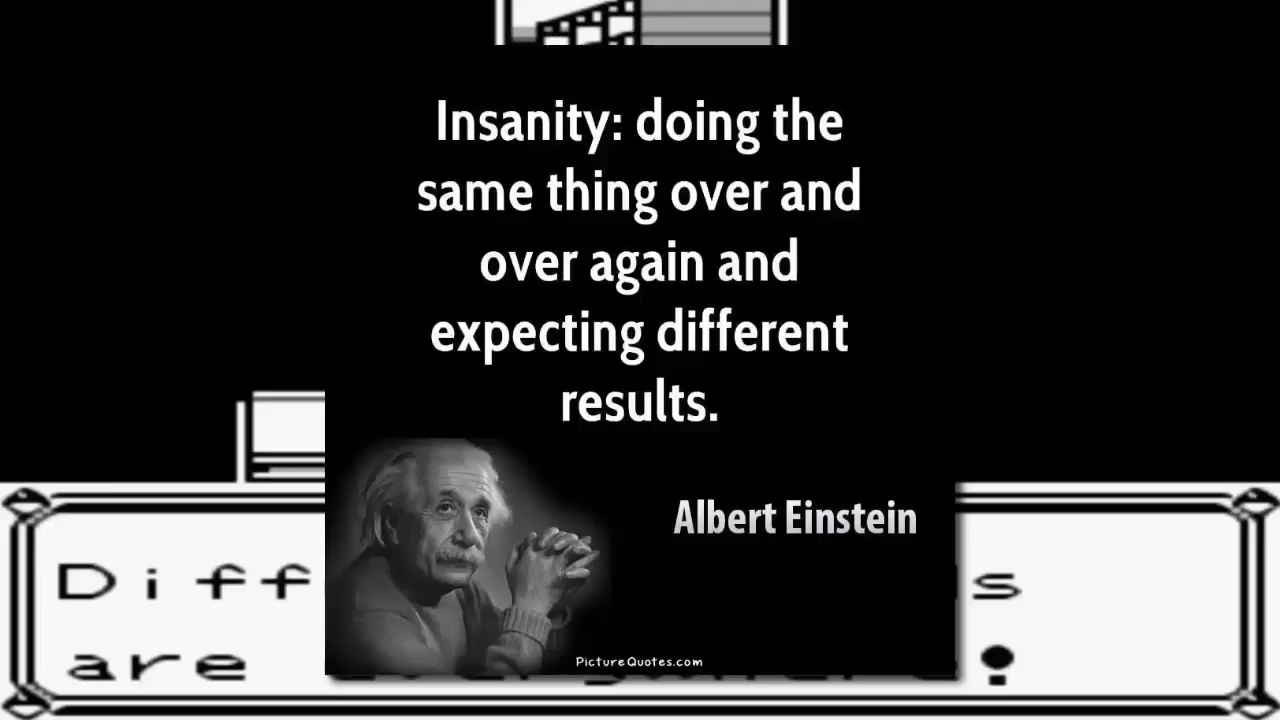 Insanity: doing the
same thing over and
over again and
expecting different
results.
Albert Einstein
PictureQuotes.com
Diff s
are !